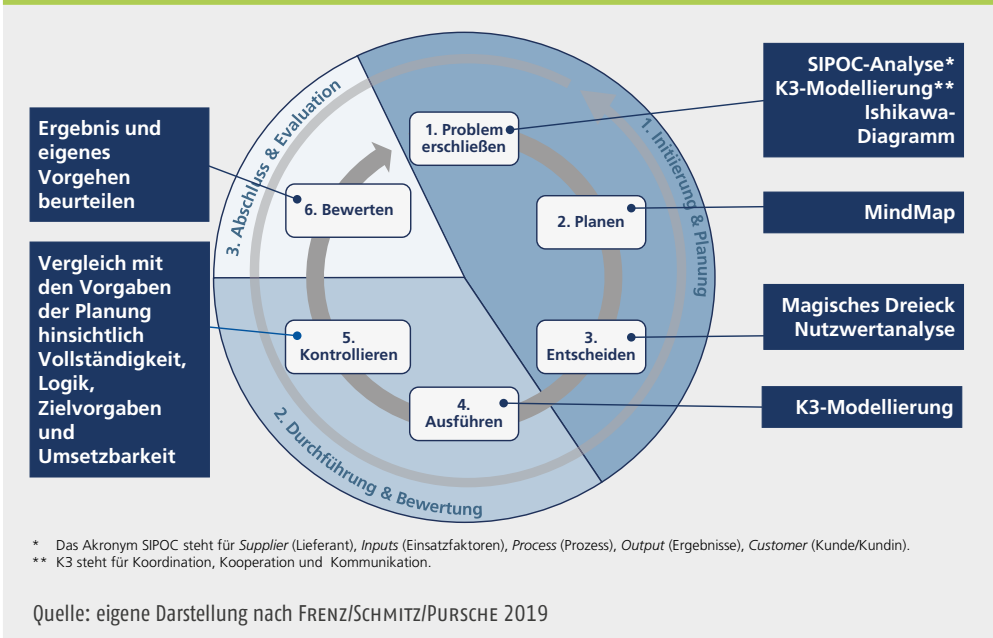 SIPOC-Analyse*
K3-Modellierung**
Ishikawa-
Diagramm
MindMap
Magisches Dreieck
Nutzwertanalyse
K3-Modellierung
Ergebnis und
eigenes
Vorgehen
beurteilen
Vergleich mit
den Vorgaben
der Planung
hinsichtlich
Vollständigkeit,
Logik,
Zielvorgaben
und
Umsetzbarkeit
1. Initiierung & Planung
2. Durchführung & Bewertung
3. Abschluss & Evaluation
1. Problem
erschließen
2. Planen
3.
Entscheiden
4.
Ausführen
5.
Kontrollieren
6. Bewerten
* Das Akronym SIPOC steht für Supplier (Lieferant), Inputs (Einsatzfaktoren), Process (Prozess), Output (Ergebnisse), Customer (Kunde/Kundin).
** K3 steht für Koordination, Kooperation und Kommunikation.
Quelle: eigene Darstellung nach FRENZ/SCHMITZ/PURSCHE 2019